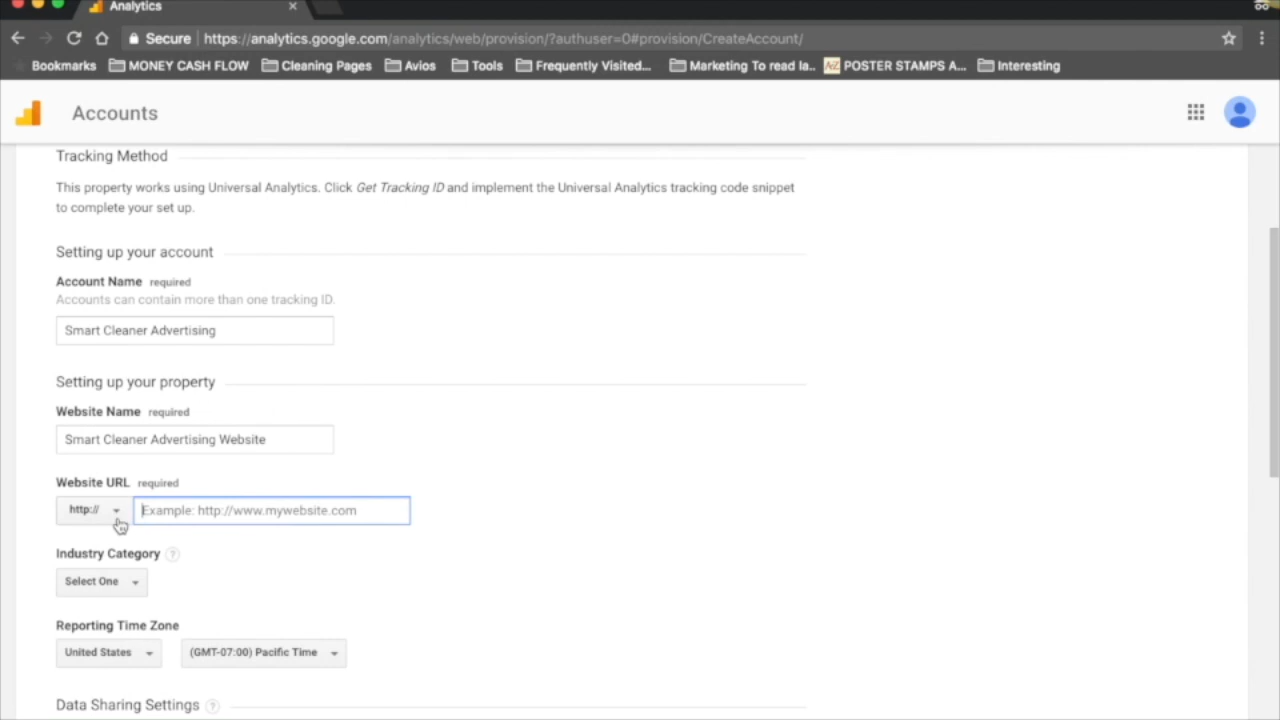 Analytics ×
Secure https://analytics.google.com/analytics/web/provision/?authuser=0#provision/CreateAccount/
Bookmarks MONEY CASH FLOW Cleaning Pages Avios Tools Frequently Visited... Marketing To read la.. AZ POSTER STAMPS A... Interesting
Accounts
Tracking Method
This property works using Universal Analytics. Click Get Tracking ID and implement the Universal Analytics tracking code snippet
to complete your set up.
Setting up your account
Account Name required
Accounts can contain more than one tracking ID.
Smart Cleaner Advertising
Setting up your property
Website Name required
Smart Cleaner Advertising Website
Website URL required
http:// Example: http://www.mywebsite.com
Industry Category ?
Select One
Reporting Time Zone
United States (GMT-07:00) Pacific Time
Data Sharing Settings ?